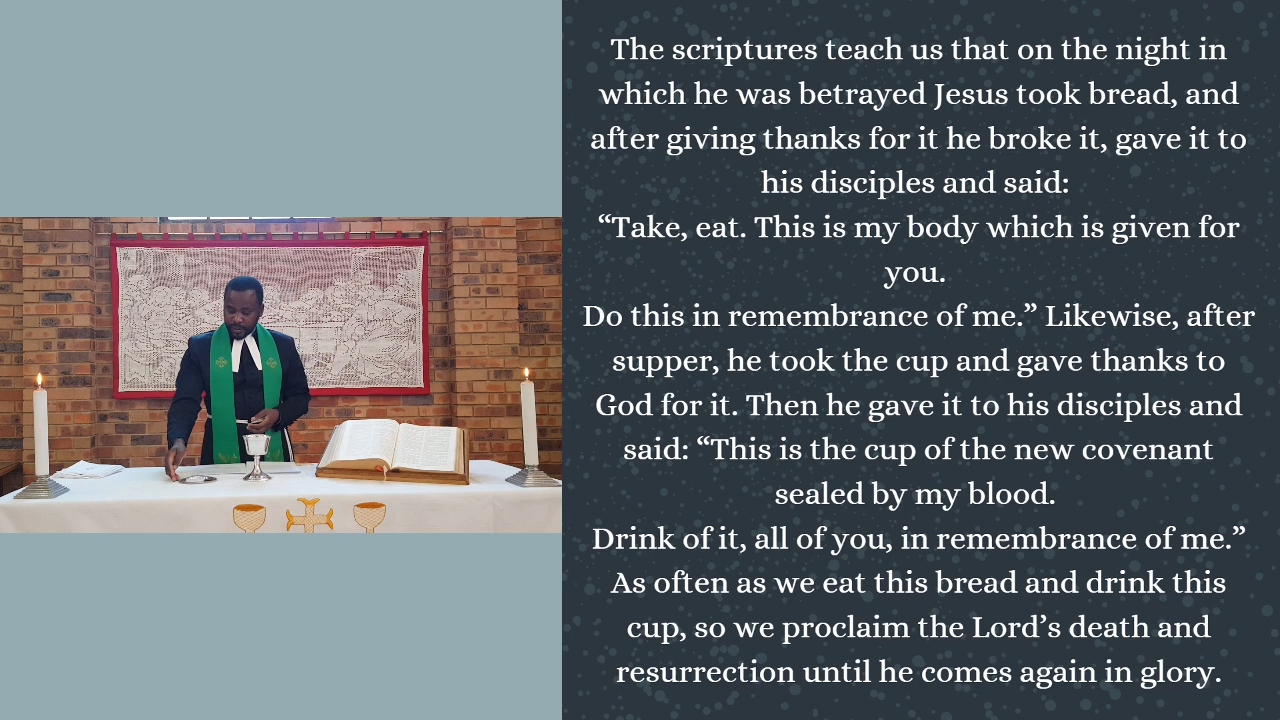 The scriptures teach us that on the night in
which he was betrayed Jesus took bread, and
after giving thanks for it he broke it, gave it to
his disciples and said:
“Take, eat. This is my body which is given for
you.
Do this in remembrance of me.” Likewise, after
supper, he took the cup and gave thanks to
God for it. Then he gave it to his disciples and
said: “This is the cup of the new covenant
sealed by my blood.
Drink of it, all of you, in remembrance of me.”
As often as we eat this bread and drink this
cup, so we proclaim the Lord’s death and
resurrection until he comes again in glory.